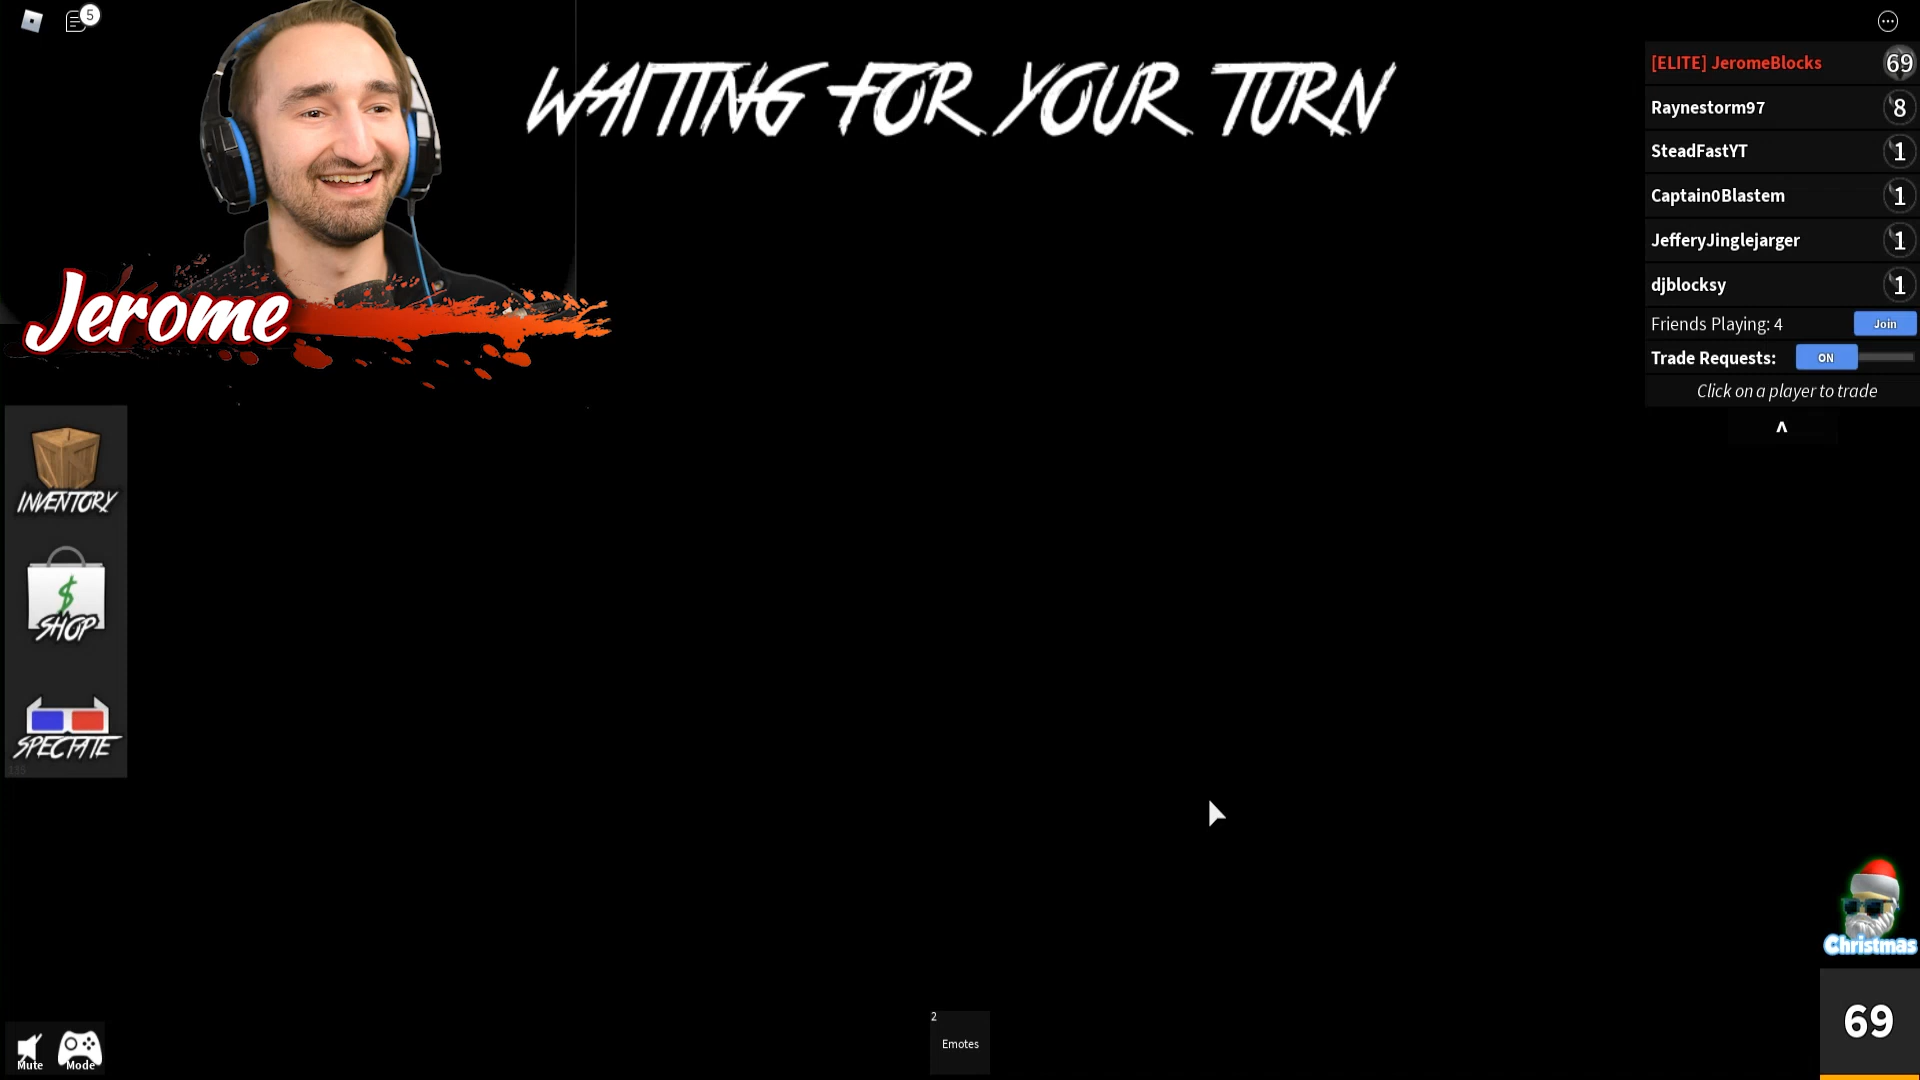 5
WAITING FOR YOUR TURN
[ELITE] JeromeBlocks 69
Raynestorm97 8
SteadFastYT 1
Captain0Blastem 1
JefferyJinglejarger 1
djblocksy 1
Friends Playing: 4 Join
Trade Requests: ON
Click on a player to trade
Jerome
INVENTORY
$
SHOP
SPECTATE
135
Christmas
69
2
Emotes
Mute
Mode